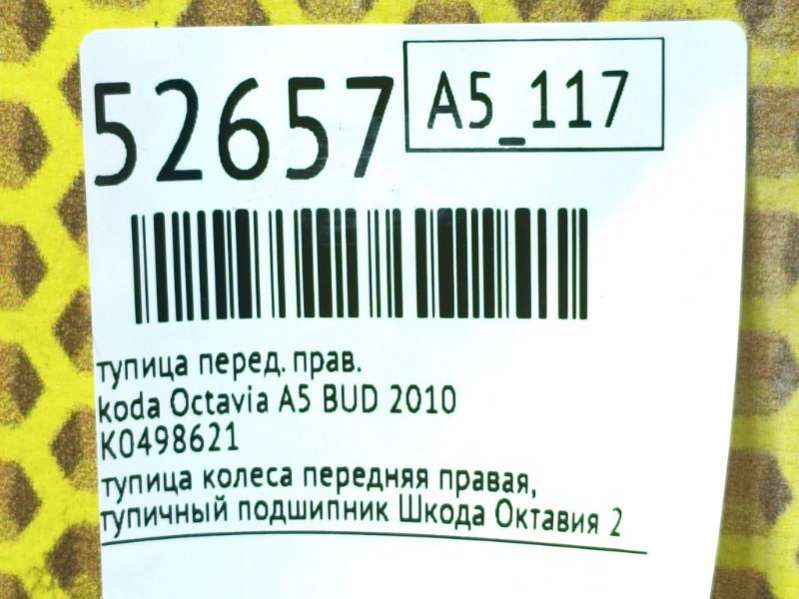 52657
A5_117
тупица перед. прав.
koda Octavia A5 BUD 2010
K0498621
тупица колеса передняя правая,
тупичный подшипник Шкода Октавия 2